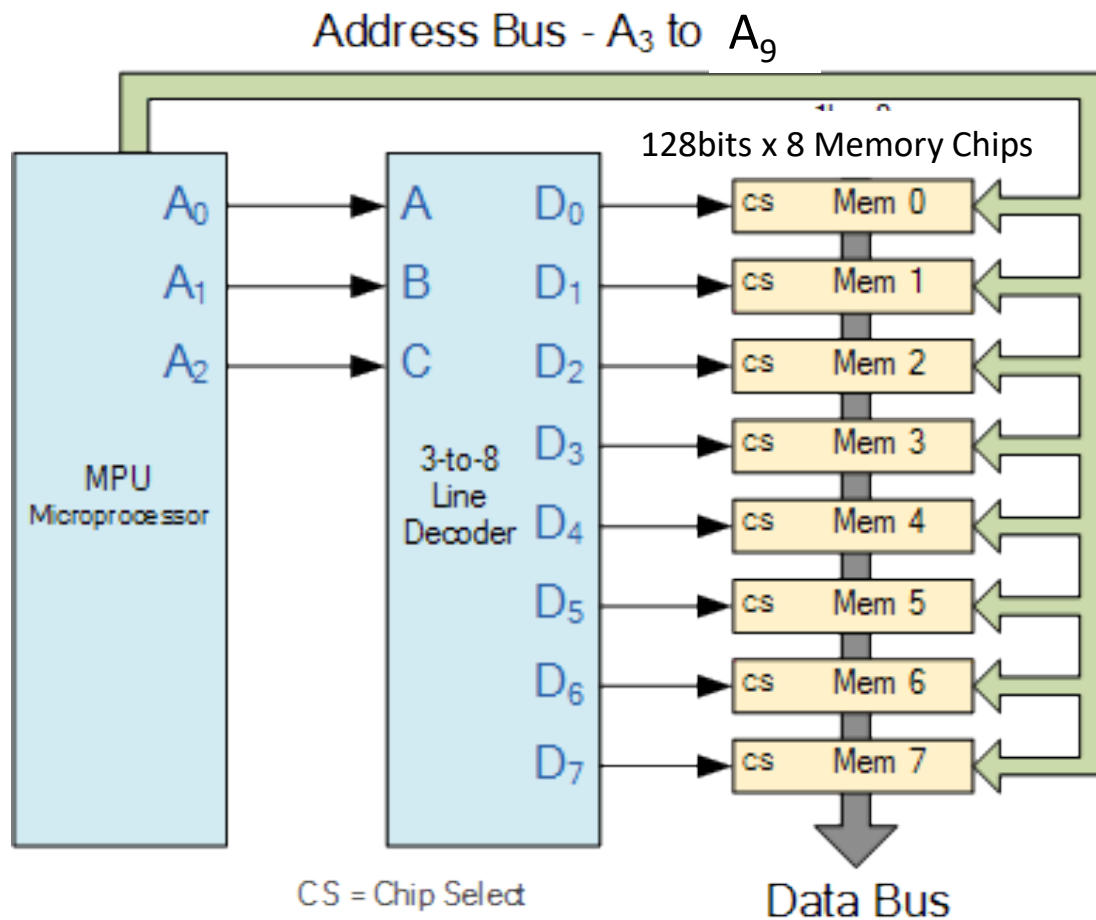 Address Bus - A₃ to A₉
128bits x 8 Memory Chips
A₀ A D₀ cs Mem 0
A₁ B D₁ cs Mem 1
A₂ C D₂ cs Mem 2
D₃ cs Mem 3
3-to-8
Line
Decoder
MPU
Microprocessor
D₄ cs Mem 4
D₅ cs Mem 5
D₆ cs Mem 6
D₇ cs Mem 7
CS = Chip Select
Data Bus